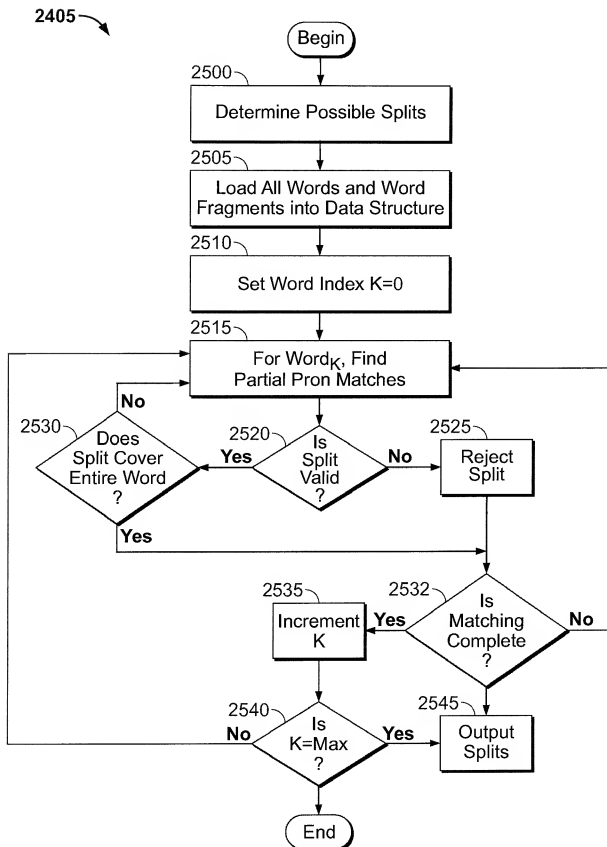 2405
Begin
2500
Determine Possible Splits
2505
Load All Words and Word
Fragments into Data Structure
2510
Set Word Index K=0
2515
For WordK, Find
Partial Pron Matches
No
2530
Does
Split Cover
Entire Word
?
Yes
2520
Is
Split
Valid
?
No
2525
Reject
Split
Yes
2532
Is
Matching
Complete
?
No
Yes
2535
Increment
K
2540
Is
K=Max
?
No
Yes
2545
Output
Splits
End